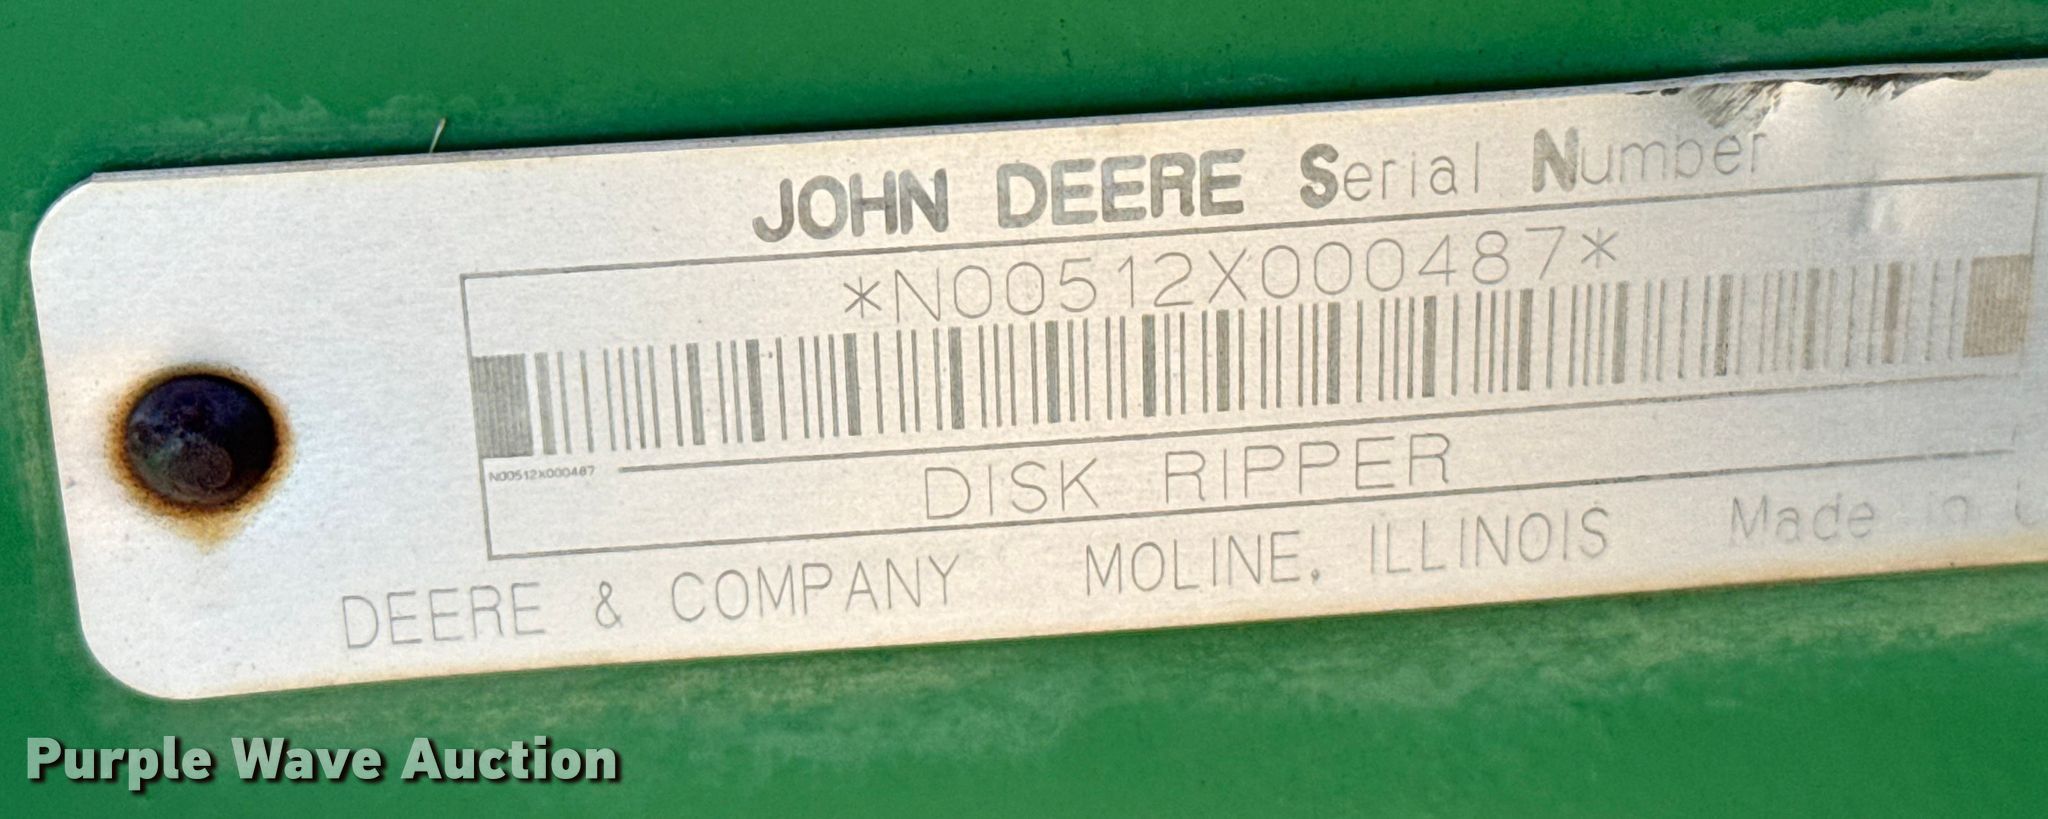 JOHN DEERE Serial Number
*N00512X000487*
N00512X000487
DISK RIPPER
DEERE & COMPANY MOLINE, ILLINOIS Made in
Purple Wave Auction